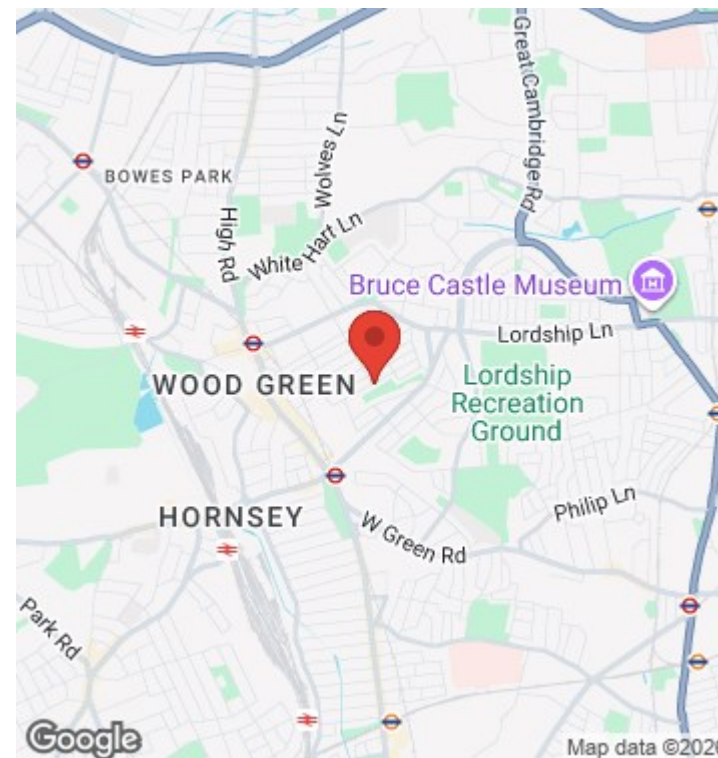 Great Cambridge Rd
Wolves Ln
BOWES PARK
High Rd
White Hart Ln
Bruce Castle Museum
Lordship Ln
WOOD GREEN
Lordship
Recreation
Ground
Philip Ln
HORNSEY
W Green Rd
Park Rd
Google
Map data ©2026